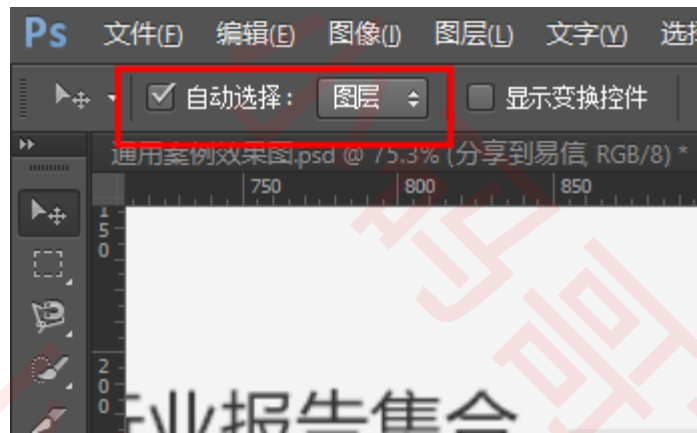 Ps 文件(F) 编辑(E) 图像(I) 图层(L) 文字(Y) 选择
自动选择： 图层 显示变换控件
通用案例效果图.psd @ 75.3% (分享到易信, RGB/8) *
750 800 850
150
200
行业报告集合